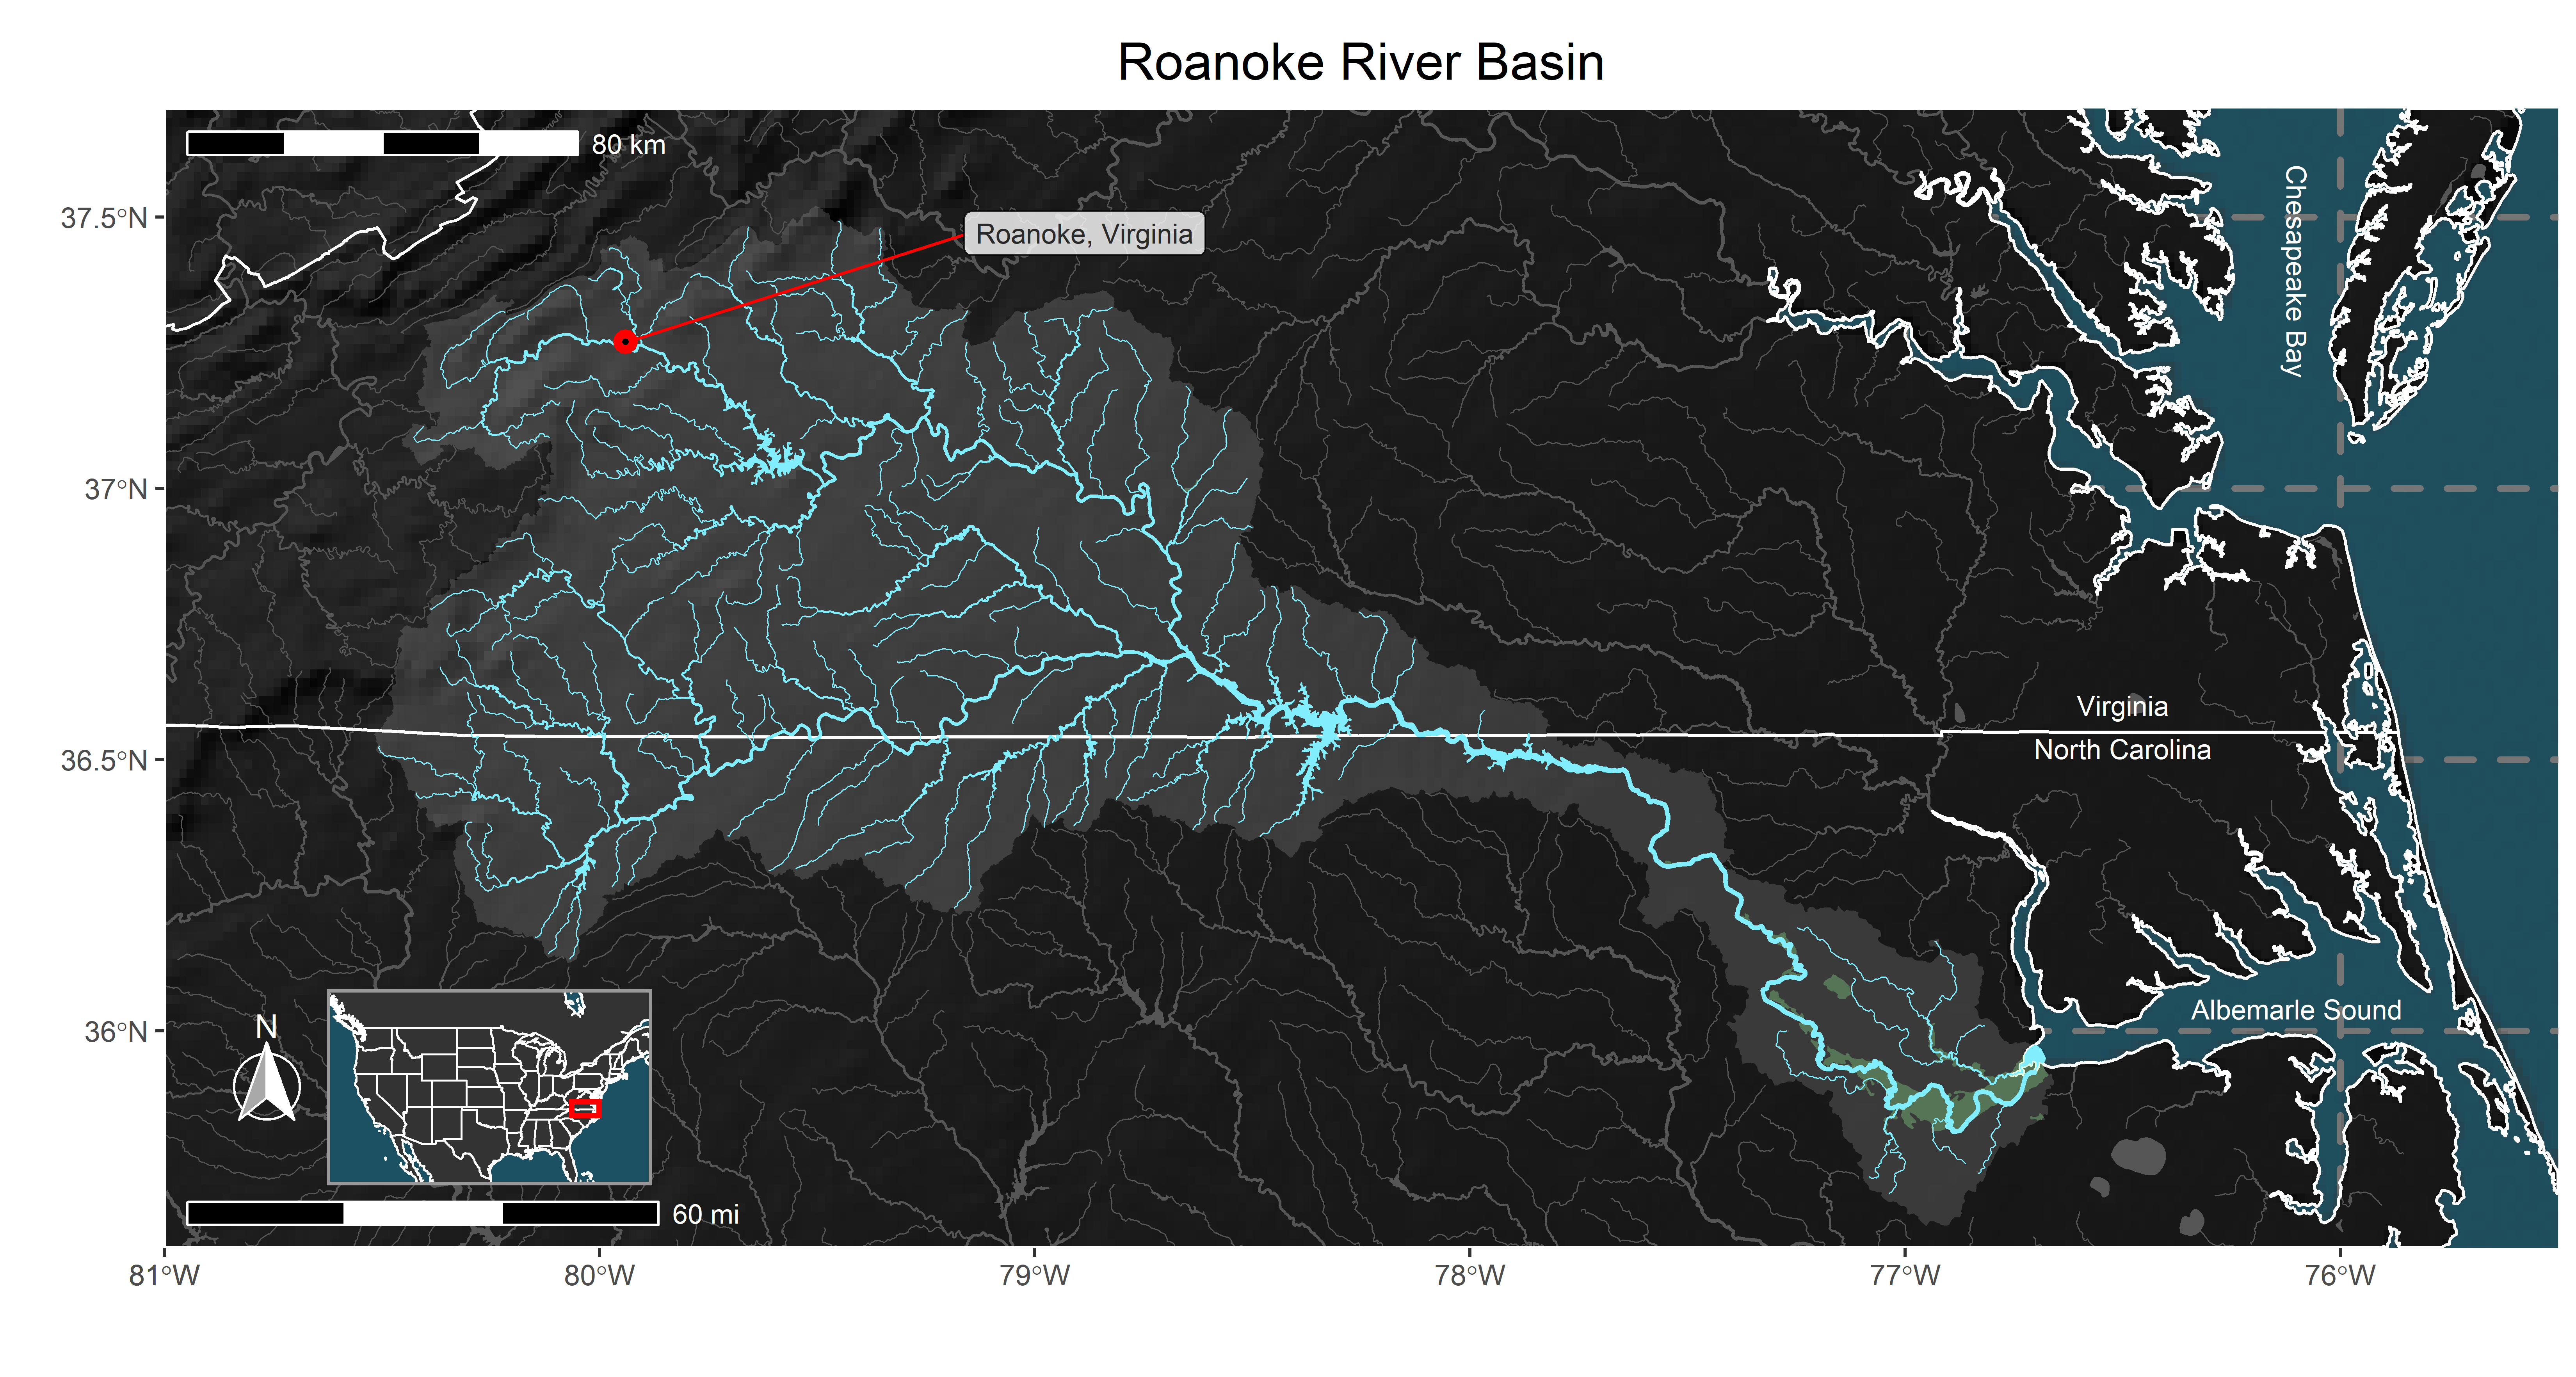 Roanoke River Basin
80 km
Roanoke, Virginia
Chesapeake Bay
37.5°N
37°N
36.5°N
36°N
Virginia
North Carolina
Albemarle Sound
N
60 mi
81°W
80°W
79°W
78°W
77°W
76°W